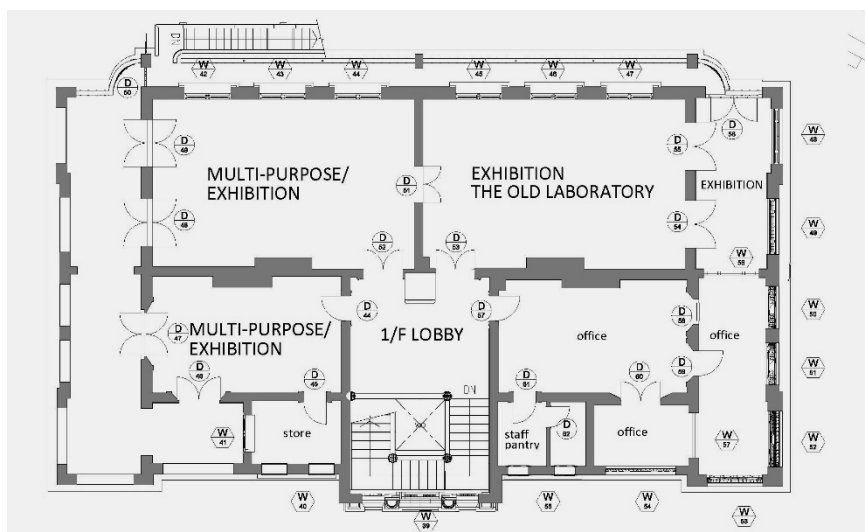 DN
W 42
W 43
W 44
W 45
W 46
W 47
D 50
D 56
W 48
D 49
D 55
MULTI-PURPOSE/
EXHIBITION
D 51
EXHIBITION
THE OLD LABORATORY
EXHIBITION
D 48
D 54
W 49
D 52
D 53
W 58
D 44
D 57
D 58
W 50
D 47
MULTI-PURPOSE/
EXHIBITION
1/F LOBBY
office
office
D 46
D 45
D 59
W 51
DN
D 61
D 60
W 41
store
staff
pantry
D 62
office
W 57
W 52
W 40
W 39
W 55
W 54
W 53